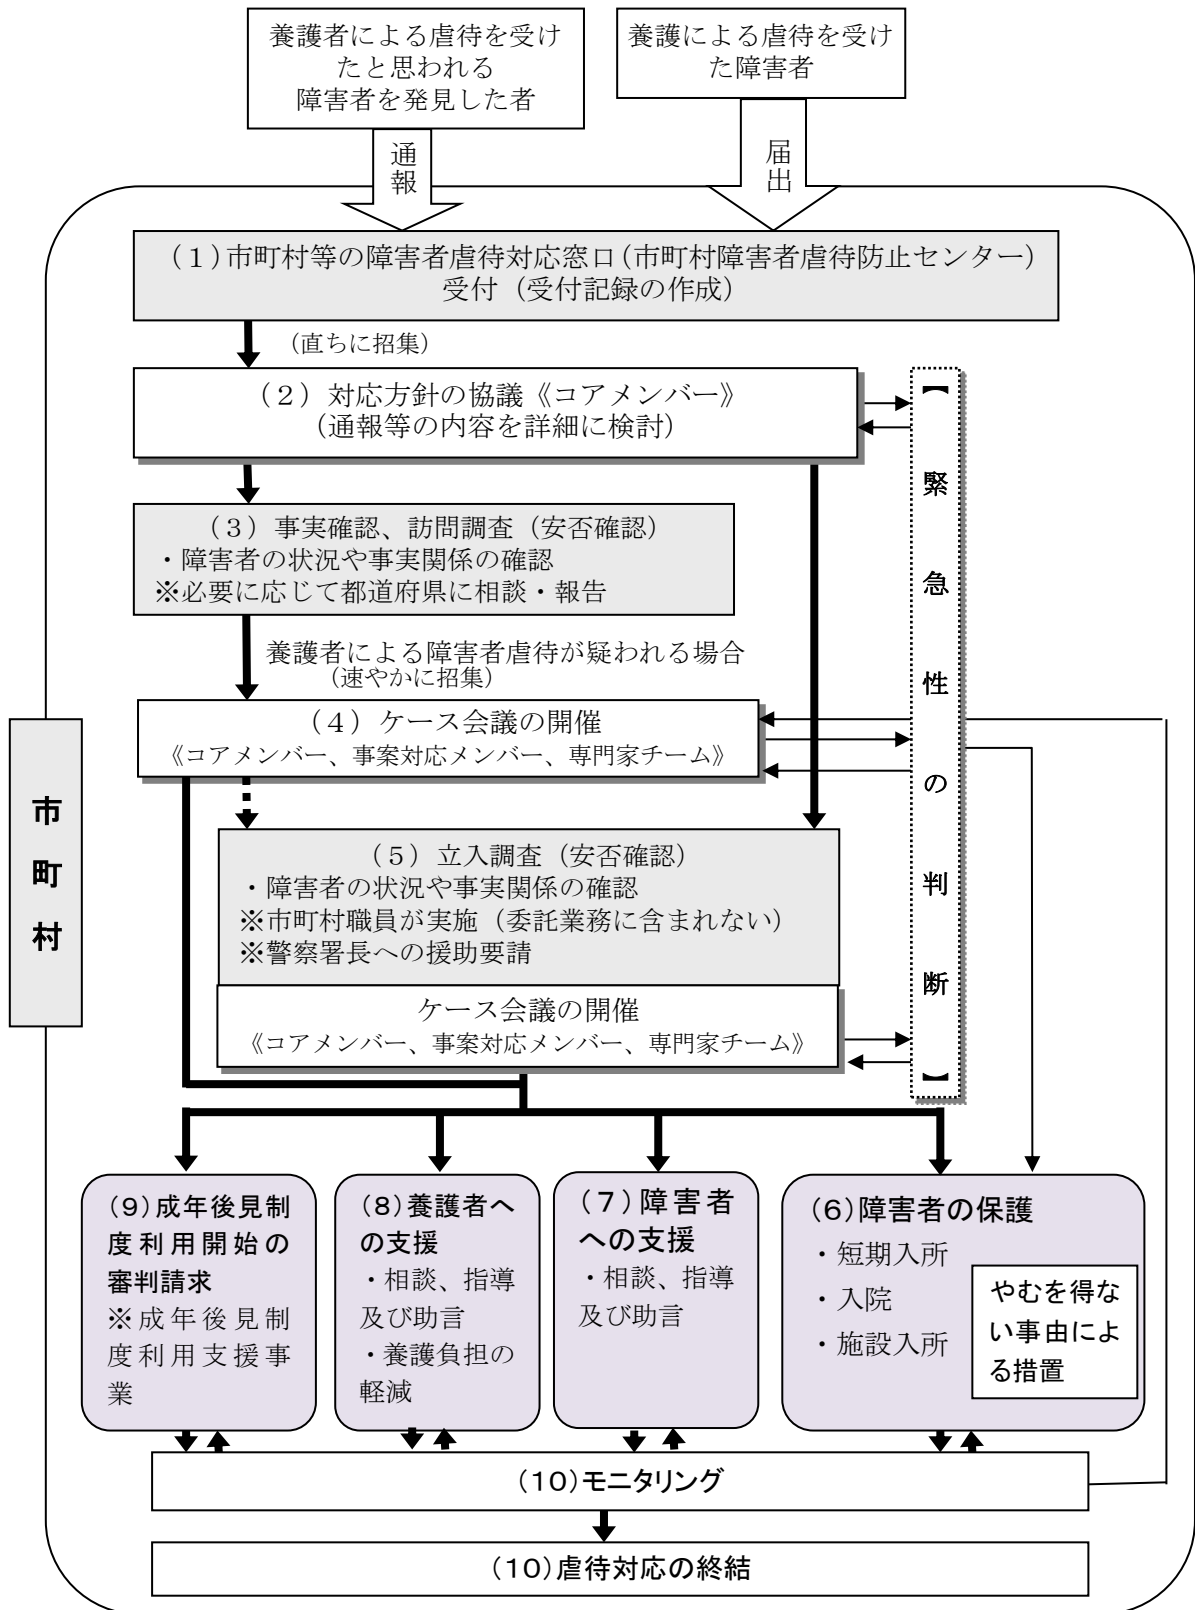 養護者による虐待を受け
たと思われる
障害者を発見した者
養護による虐待を受け
た障害者
通報
届出
(1)市町村等の障害者虐待対応窓口(市町村障害者虐待防止センター)
受付(受付記録の作成)
(直ちに招集)
(2)対応方針の協議《コアメンバー》
(通報等の内容を詳細に検討)
【緊急性の判断】
(3)事実確認、訪問調査(安否確認)
・障害者の状況や事実関係の確認
※必要に応じて都道府県に相談・報告
養護者による障害者虐待が疑われる場合
(速やかに招集)
(4)ケース会議の開催
《コアメンバー、事案対応メンバー、専門家チーム》
市町村
(5)立入調査(安否確認)
・障害者の状況や事実関係の確認
※市町村職員が実施(委託業務に含まれない)
※警察署長への援助要請
ケース会議の開催
《コアメンバー、事案対応メンバー、専門家チーム》
(9)成年後見制
度利用開始の
審判請求
※成年後見制
度利用支援事
業
(8)養護者へ
の支援
・相談、指導
及び助言
・養護負担の
軽減
(7)障害者
への支援
・相談、指導
及び助言
(6)障害者の保護
・短期入所
・入院
・施設入所
やむを得な
い事由によ
る措置
(10)モニタリング
(10)虐待対応の終結